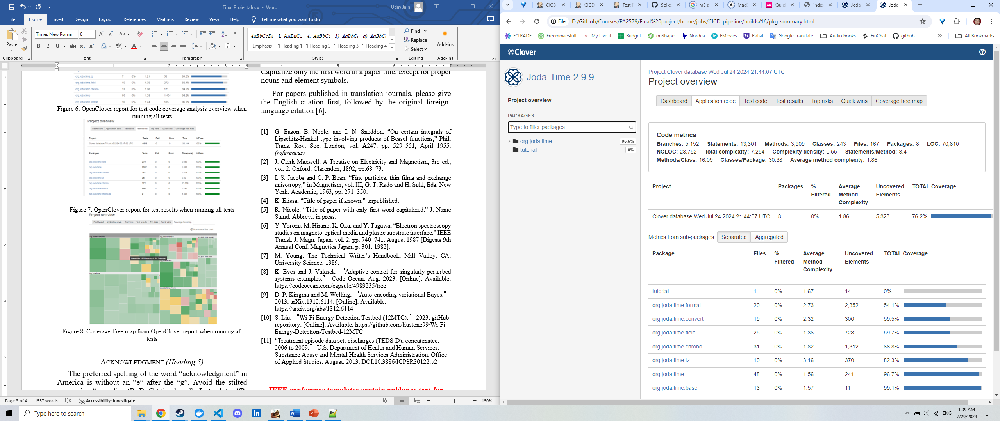 Final Project.docx - Word
Uday Jain
File Home Insert Design Layout References Mailings Review View Help Tell me what you want to do
Paste
Times New Roma 8
Find
Replace
Select
Add-ins
AaBbCcDc I. AABBCC A. AaBbCc 1) AaBbC a) AaBbC
Emphasis ¶ Heading 1 ¶ Heading 2 ¶ Heading 3 ¶ Heading 4
Clipboard Font Paragraph Styles Editing Add-ins
1 2 3 4 5 6 7
org.joda.time.tz 7 0% 1.21 56 84.2%
org.joda.time.field 10 0% 1.38 272 88.4%
org.joda.time.chrono 12 0% 1.38 171 94.6%
org.joda.time 80 0% 1.28 1,404 95.2%
org.joda.time.format 16 0% 1.24 165 96.7%
Figure 6. OpenClover report for test code coverage analysis overview when
running all tests
Project overview
Dashboard Application code Test code Test results Top risks Quick wins Coverage tree map
Project Tests Fail Error Time % Pass
Clover database Fri Jul 26 2024 08:17:02 UTC 4212 0 0 33.134 100%
Packages Tests Fail Error Time(secs) % Pass
org.joda.time.field 279 0 0 0.069 100%
org.joda.time 2997 0 0 5.397 100%
org.joda.time.convert 187 0 0 0.259 100%
org.joda.time.tz 25 0 0 0.32 100%
org.joda.time.chrono 172 0 0 25.019 100%
org.joda.time.format 550 0 0 0.761 100%
org.joda.time.chrono.gj 2 0 0 1.309 100%
Figure 7. OpenClover report for test results when running all tests
Project overview
Dashboard Application code Test code Test results Top risks Quick wins Coverage tree map
How to read this chart
org.joda.time.format org.joda.time.field org.joda.time.convert
FormatUtils 265 Elements, 47.5% Coverage
org.joda.time.base
org.joda.time
org.joda.time.chrono
Figure 8. Coverage Tree map from OpenClover report when running all
tests
ACKNOWLEDGMENT (Heading 5)
The preferred spelling of the word “acknowledgment” in
America is without an “e” after the “g”. Avoid the stilted
Capitalize only the first word in a paper title, except for proper
nouns and element symbols.
For papers published in translation journals, please give
the English citation first, followed by the original foreign-
language citation [6].
[1] G. Eason, B. Noble, and I. N. Sneddon, “On certain integrals of
Lipschitz-Hankel type involving products of Bessel functions,” Phil.
Trans. Roy. Soc. London, vol. A247, pp. 529–551, April 1955.
(references)
[2] J. Clerk Maxwell, A Treatise on Electricity and Magnetism, 3rd ed.,
vol. 2. Oxford: Clarendon, 1892, pp.68–73.
[3] I. S. Jacobs and C. P. Bean, “Fine particles, thin films and exchange
anisotropy,” in Magnetism, vol. III, G. T. Rado and H. Suhl, Eds. New
York: Academic, 1963, pp. 271–350.
[4] K. Elissa, “Title of paper if known,” unpublished.
[5] R. Nicole, “Title of paper with only first word capitalized,” J. Name
Stand. Abbrev., in press.
[6] Y. Yorozu, M. Hirano, K. Oka, and Y. Tagawa, “Electron spectroscopy
studies on magneto-optical media and plastic substrate interface,” IEEE
Transl. J. Magn. Japan, vol. 2, pp. 740–741, August 1987 [Digests 9th
Annual Conf. Magnetics Japan, p. 301, 1982].
[7] M. Young, The Technical Writer’s Handbook. Mill Valley, CA:
University Science, 1989.
[8] K. Eves and J. Valasek, “Adaptive control for singularly perturbed
systems examples,” Code Ocean, Aug. 2023. [Online]. Available:
https://codeocean.com/capsule/4989235/tree
[9] D. P. Kingma and M. Welling, “Auto-encoding variational Bayes,”
2013, arXiv:1312.6114. [Online]. Available:
https://arxiv.org/abs/1312.6114
[10] S. Liu, “Wi-Fi Energy Detection Testbed (12MTC),” 2023, gitHub
repository. [Online]. Available: https://github.com/liustone99/Wi-Fi-
Energy-Detection-Testbed-12MTC
[11] “Treatment episode data set: discharges (TEDS-D): concatenated,
2006 to 2009.” U.S. Department of Health and Human Services,
Substance Abuse and Mental Health Services Administration, Office
of Applied Studies, August, 2013, DOI:10.3886/ICPSR30122.v2
IEEE conference templates contain guidance text for
Page 3 of 4 1557 words Accessibility: Investigate 150%
CICD CICD Test Spike m3 a Mac Quic inde Joda Joda
File D:/GitHub/Courses/PA2579/Final%20project/home/jobs/CICD_pipeline/builds/16/pkg-summary.html
E*TRADE Freemoviesfull My Live it Budget onShape Nordea FMovies Ratsit Google Translate Audio books FinChat github All Bookmarks
Clover
Joda-Time 2.9.9
Project overview
PACKAGES
Type to filter packages...
org.joda.time 95.5%
tutorial 0%
Project Clover database Wed Jul 24 2024 21:44:07 UTC
Project overview
Dashboard Application code Test code Test results Top risks Quick wins Coverage tree map
Code metrics
Branches: 5,152 Statements: 13,301 Methods: 3,909 Classes: 243 Files: 167 Packages: 8 LOC: 70,810
NCLOC: 28,752 Total complexity: 7,254 Complexity density: 0.55 Statements/Method: 3.4
Methods/Class: 16.09 Classes/Package: 30.38 Average method complexity: 1.86
Project Packages % Filtered Average Method Complexity Uncovered Elements TOTAL Coverage
Clover database Wed Jul 24 2024 21:44:07 UTC 8 0% 1.86 5,323 76.2%
Metrics from sub-packages: Separated Aggregated
Package Files % Filtered Average Method Complexity Uncovered Elements TOTAL Coverage
tutorial 1 0% 1.67 14 0%
org.joda.time.format 20 0% 2.73 2,352 54.1%
org.joda.time.convert 19 0% 2.32 300 59.5%
org.joda.time.field 25 0% 1.36 723 59.7%
org.joda.time.chrono 31 0% 1.82 1,312 68.8%
org.joda.time.tz 10 0% 3.16 370 82.3%
org.joda.time 48 0% 1.56 241 96.7%
org.joda.time.base 13 0% 1.57 11 99.1%
Type here to search
ENG
1:09 AM
7/29/2024